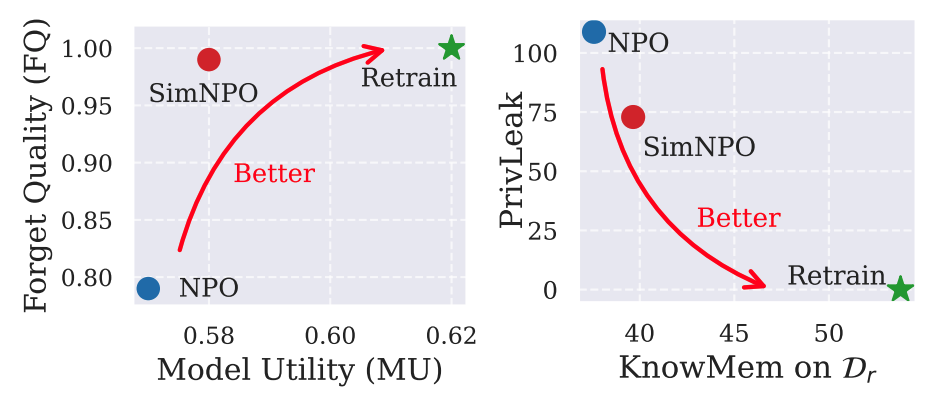 Forget Quality (FQ)
1.00
0.95
0.90
0.85
0.80
SimNPO
Retrain
Better
NPO
0.58
0.60
0.62
Model Utility (MU)
PrivLeak
100
75
50
25
0
NPO
SimNPO
Better
Retrain
40
45
50
KnowMem on 𝒟ᵣ